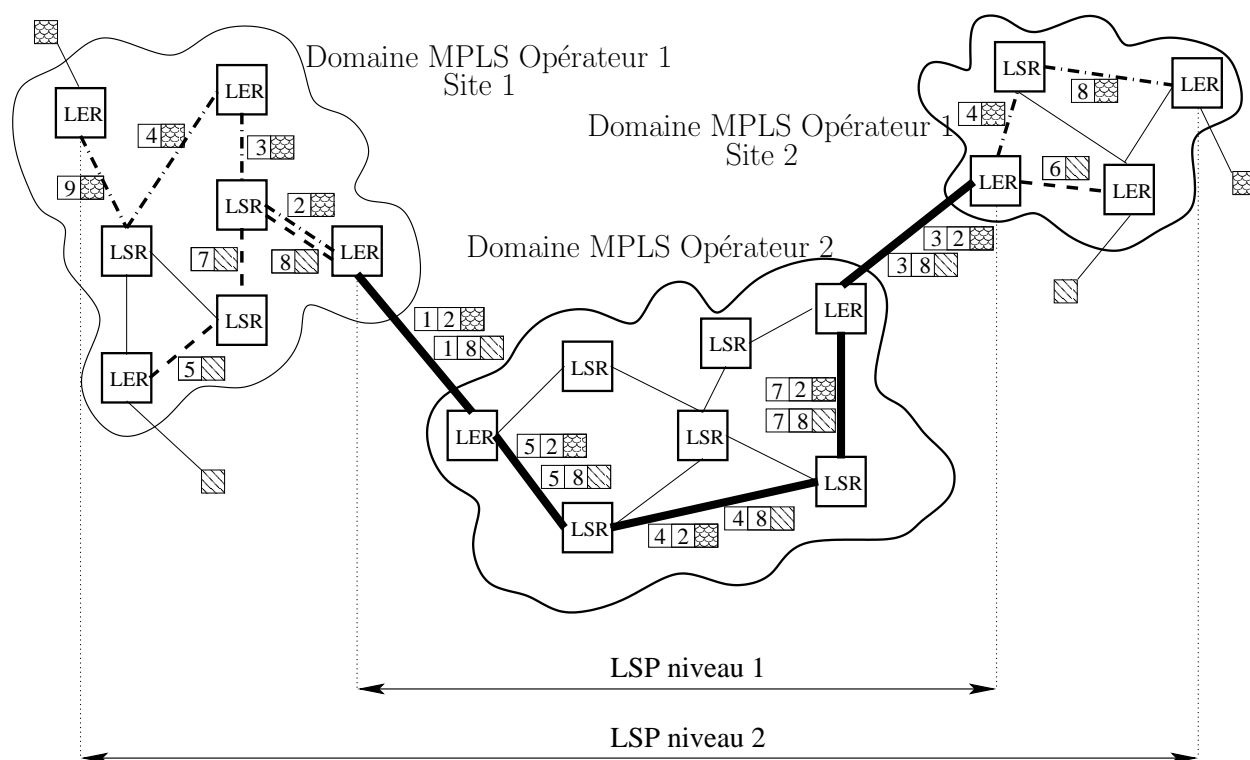 Domaine MPLS Opérateur 1
Site 1
LER
LER
4
3
9
LSR
2
LSR
7
8
LER
LSR
5
LER
LSR
8
LER
4
Domaine MPLS Opérateur 1
Site 2
LER
6
LER
3 2
3 8
Domaine MPLS Opérateur 2
LER
1 2
1 8
LSR
LSR
7 2
7 8
LER
LSR
5 2
5 8
LSR
LSR
4 2
4 8
LSP niveau 1
LSP niveau 2